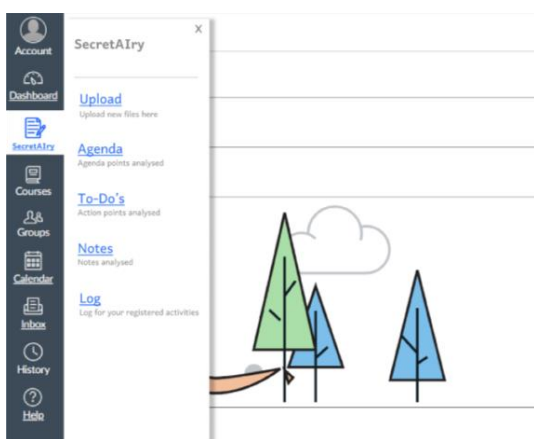 Account
Dashboard
SecretAIry
Courses
Groups
Calendar
Inbox
History
Help
X
SecretAIry
Upload
Upload new files here
Agenda
Agenda points analysed
To-Do's
Action points analysed
Notes
Notes analysed
Log
Log for your registered activities